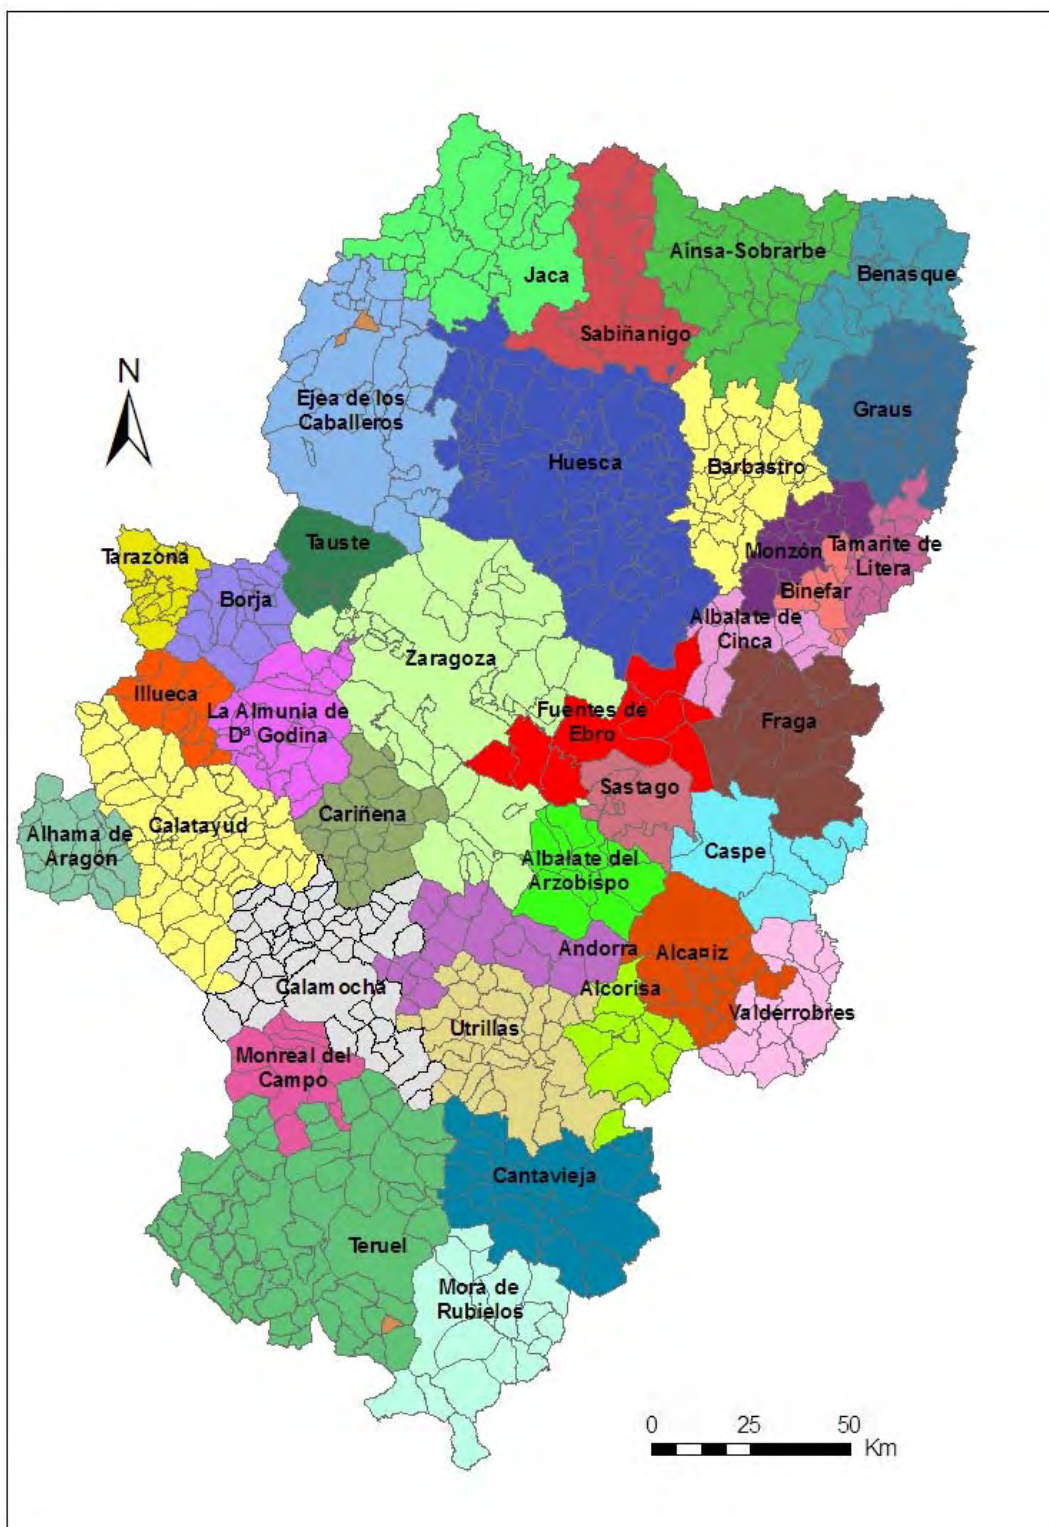 Jaca
Ainsa-Sobrarbe
Benasque
Sabiñanigo
N
Ejea de los
Caballeros
Graus
Huesca
Barbastro
Tauste
Tarazona
Monzón
Tamarite de
Litera
Binefar
Borja
Albalate de
Cinca
Zaragoza
Illueca
La Almunia de
Dª Godina
Fuentes de
Ebro
Fraga
Sastago
Cariñena
Calatayud
Alhama de
Aragón
Caspe
Albalate del
Arzobispo
Andorra
Alca¤iz
Calamocha
Alcorisa
Valderrobres
Utrillas
Monreal del
Campo
Cantavieja
Teruel
Mora de
Rubielos
0 25 50
Km